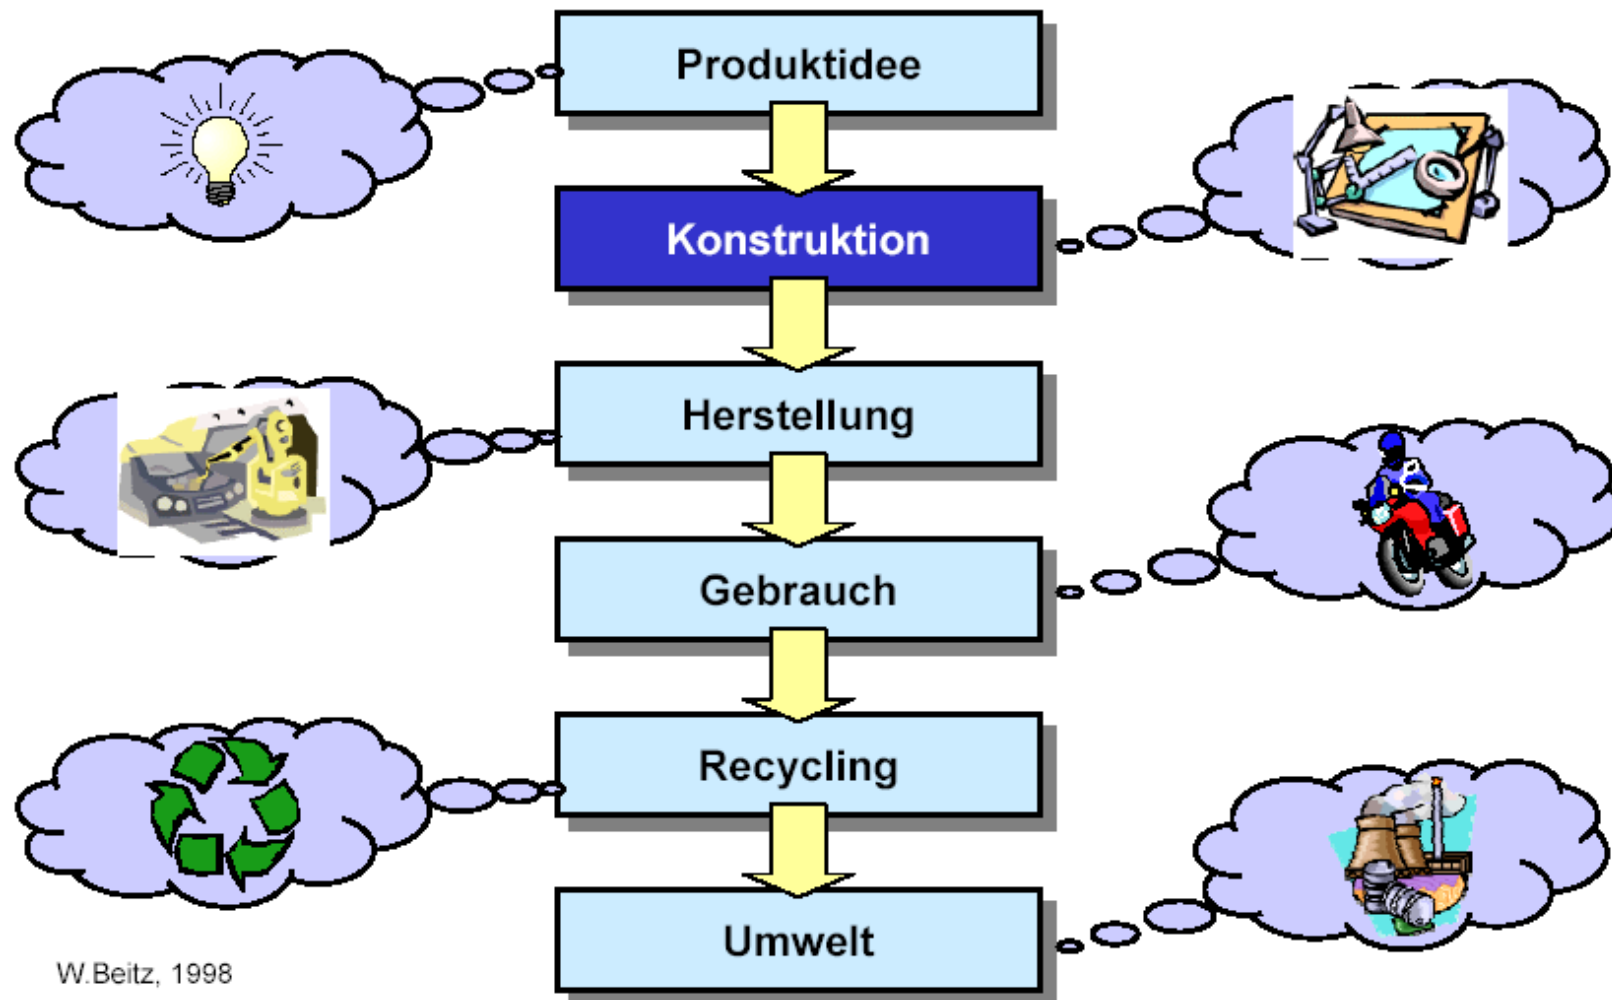 Produktidee
Konstruktion
Herstellung
Gebrauch
Recycling
Umwelt
W.Beitz, 1998